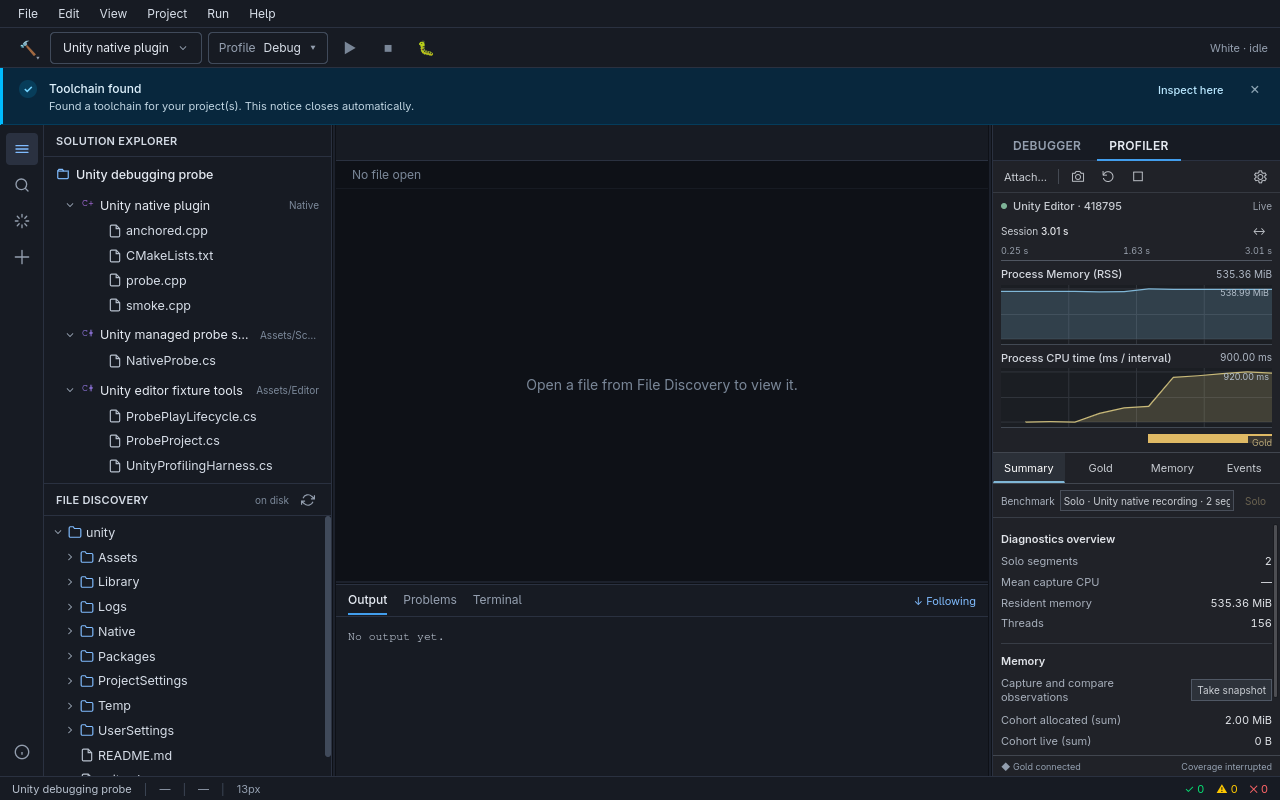 File Edit View Project Run Help
Unity native plugin
Profile Debug
White · idle
Toolchain found
Found a toolchain for your project(s). This notice closes automatically.
Inspect here
SOLUTION EXPLORER
Unity debugging probe
Unity native plugin Native
anchored.cpp
CMakeLists.txt
probe.cpp
smoke.cpp
Unity managed probe s... Assets/Sc...
NativeProbe.cs
Unity editor fixture tools Assets/Editor
ProbePlayLifecycle.cs
ProbeProject.cs
UnityProfilingHarness.cs
FILE DISCOVERY on disk
unity
Assets
Library
Logs
Native
Packages
ProjectSettings
Temp
UserSettings
README.md
No file open
Open a file from File Discovery to view it.
Output Problems Terminal
↓ Following
No output yet.
DEBUGGER PROFILER
Attach...
Unity Editor · 418795 Live
Session 3.01 s
0.25 s 1.63 s 3.01 s
Process Memory (RSS) 535.36 MiB
538.99 MiB
Process CPU time (ms / interval) 900.00 ms
920.00 ms
Gold
Summary Gold Memory Events
Benchmark Solo · Unity native recording · 2 sec Solo
Diagnostics overview
Solo segments 2
Mean capture CPU —
Resident memory 535.36 MiB
Threads 156
Memory
Capture and compare
observations
Take snapshot
Cohort allocated (sum) 2.00 MiB
Cohort live (sum) 0 B
Gold connected Coverage interrupted
Unity debugging probe — — 13px
0 0 0